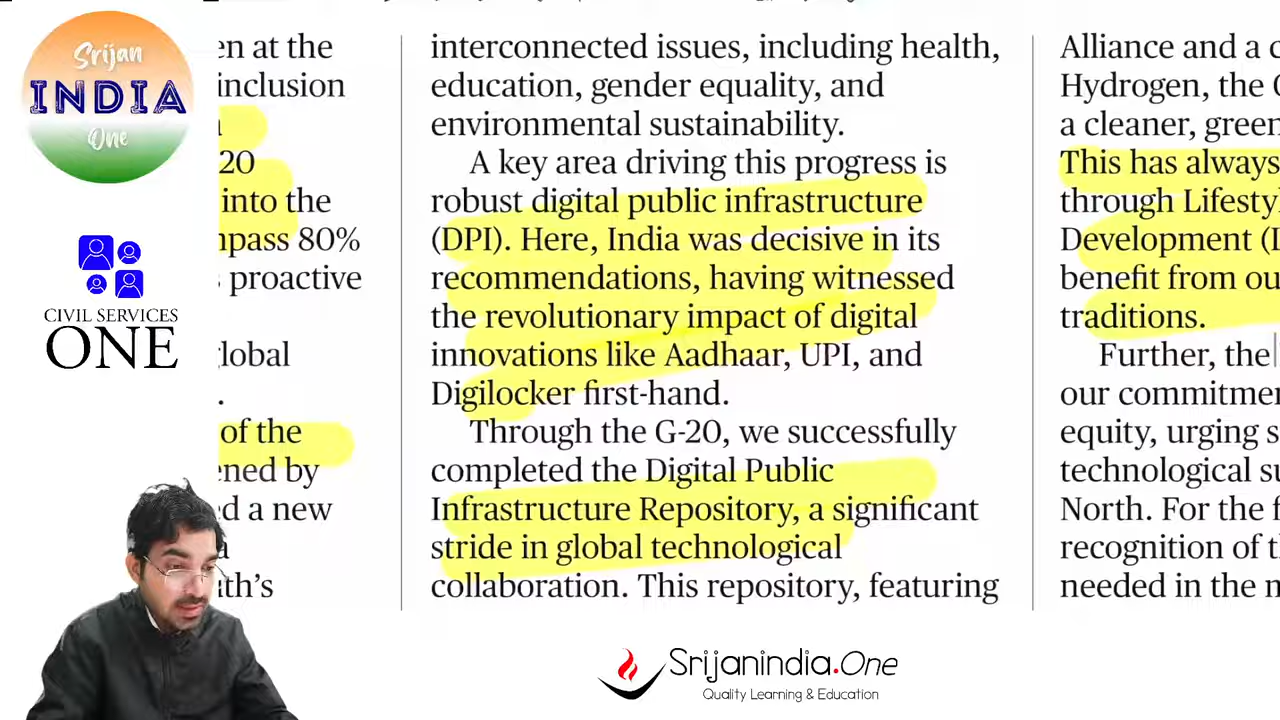 Srijan
INDIA
One
CIVIL SERVICES
ONE
en at the
inclusion
20
into the
80%
proactive
global
of the
ened by
ed a new
a
th's
interconnected issues, including health,
education, gender equality, and
environmental sustainability.
A key area driving this progress is
robust digital public infrastructure
(DPI). Here, India was decisive in its
recommendations, having witnessed
the revolutionary impact of digital
innovations like Aadhaar, UPI, and
Digilocker first-hand.
Through the G-20, we successfully
completed the Digital Public
Infrastructure Repository, a significant
stride in global technological
collaboration. This repository, featuring
Alliance and a c
Hydrogen, the
a cleaner, green
This has always
through Lifestyl
Development (
benefit from ou
traditions.
Further, the
our commitmen
equity, urging s
technological su
North. For the f
recognition of t
needed in the n
Srijanindia.One
Quality Learning & Education